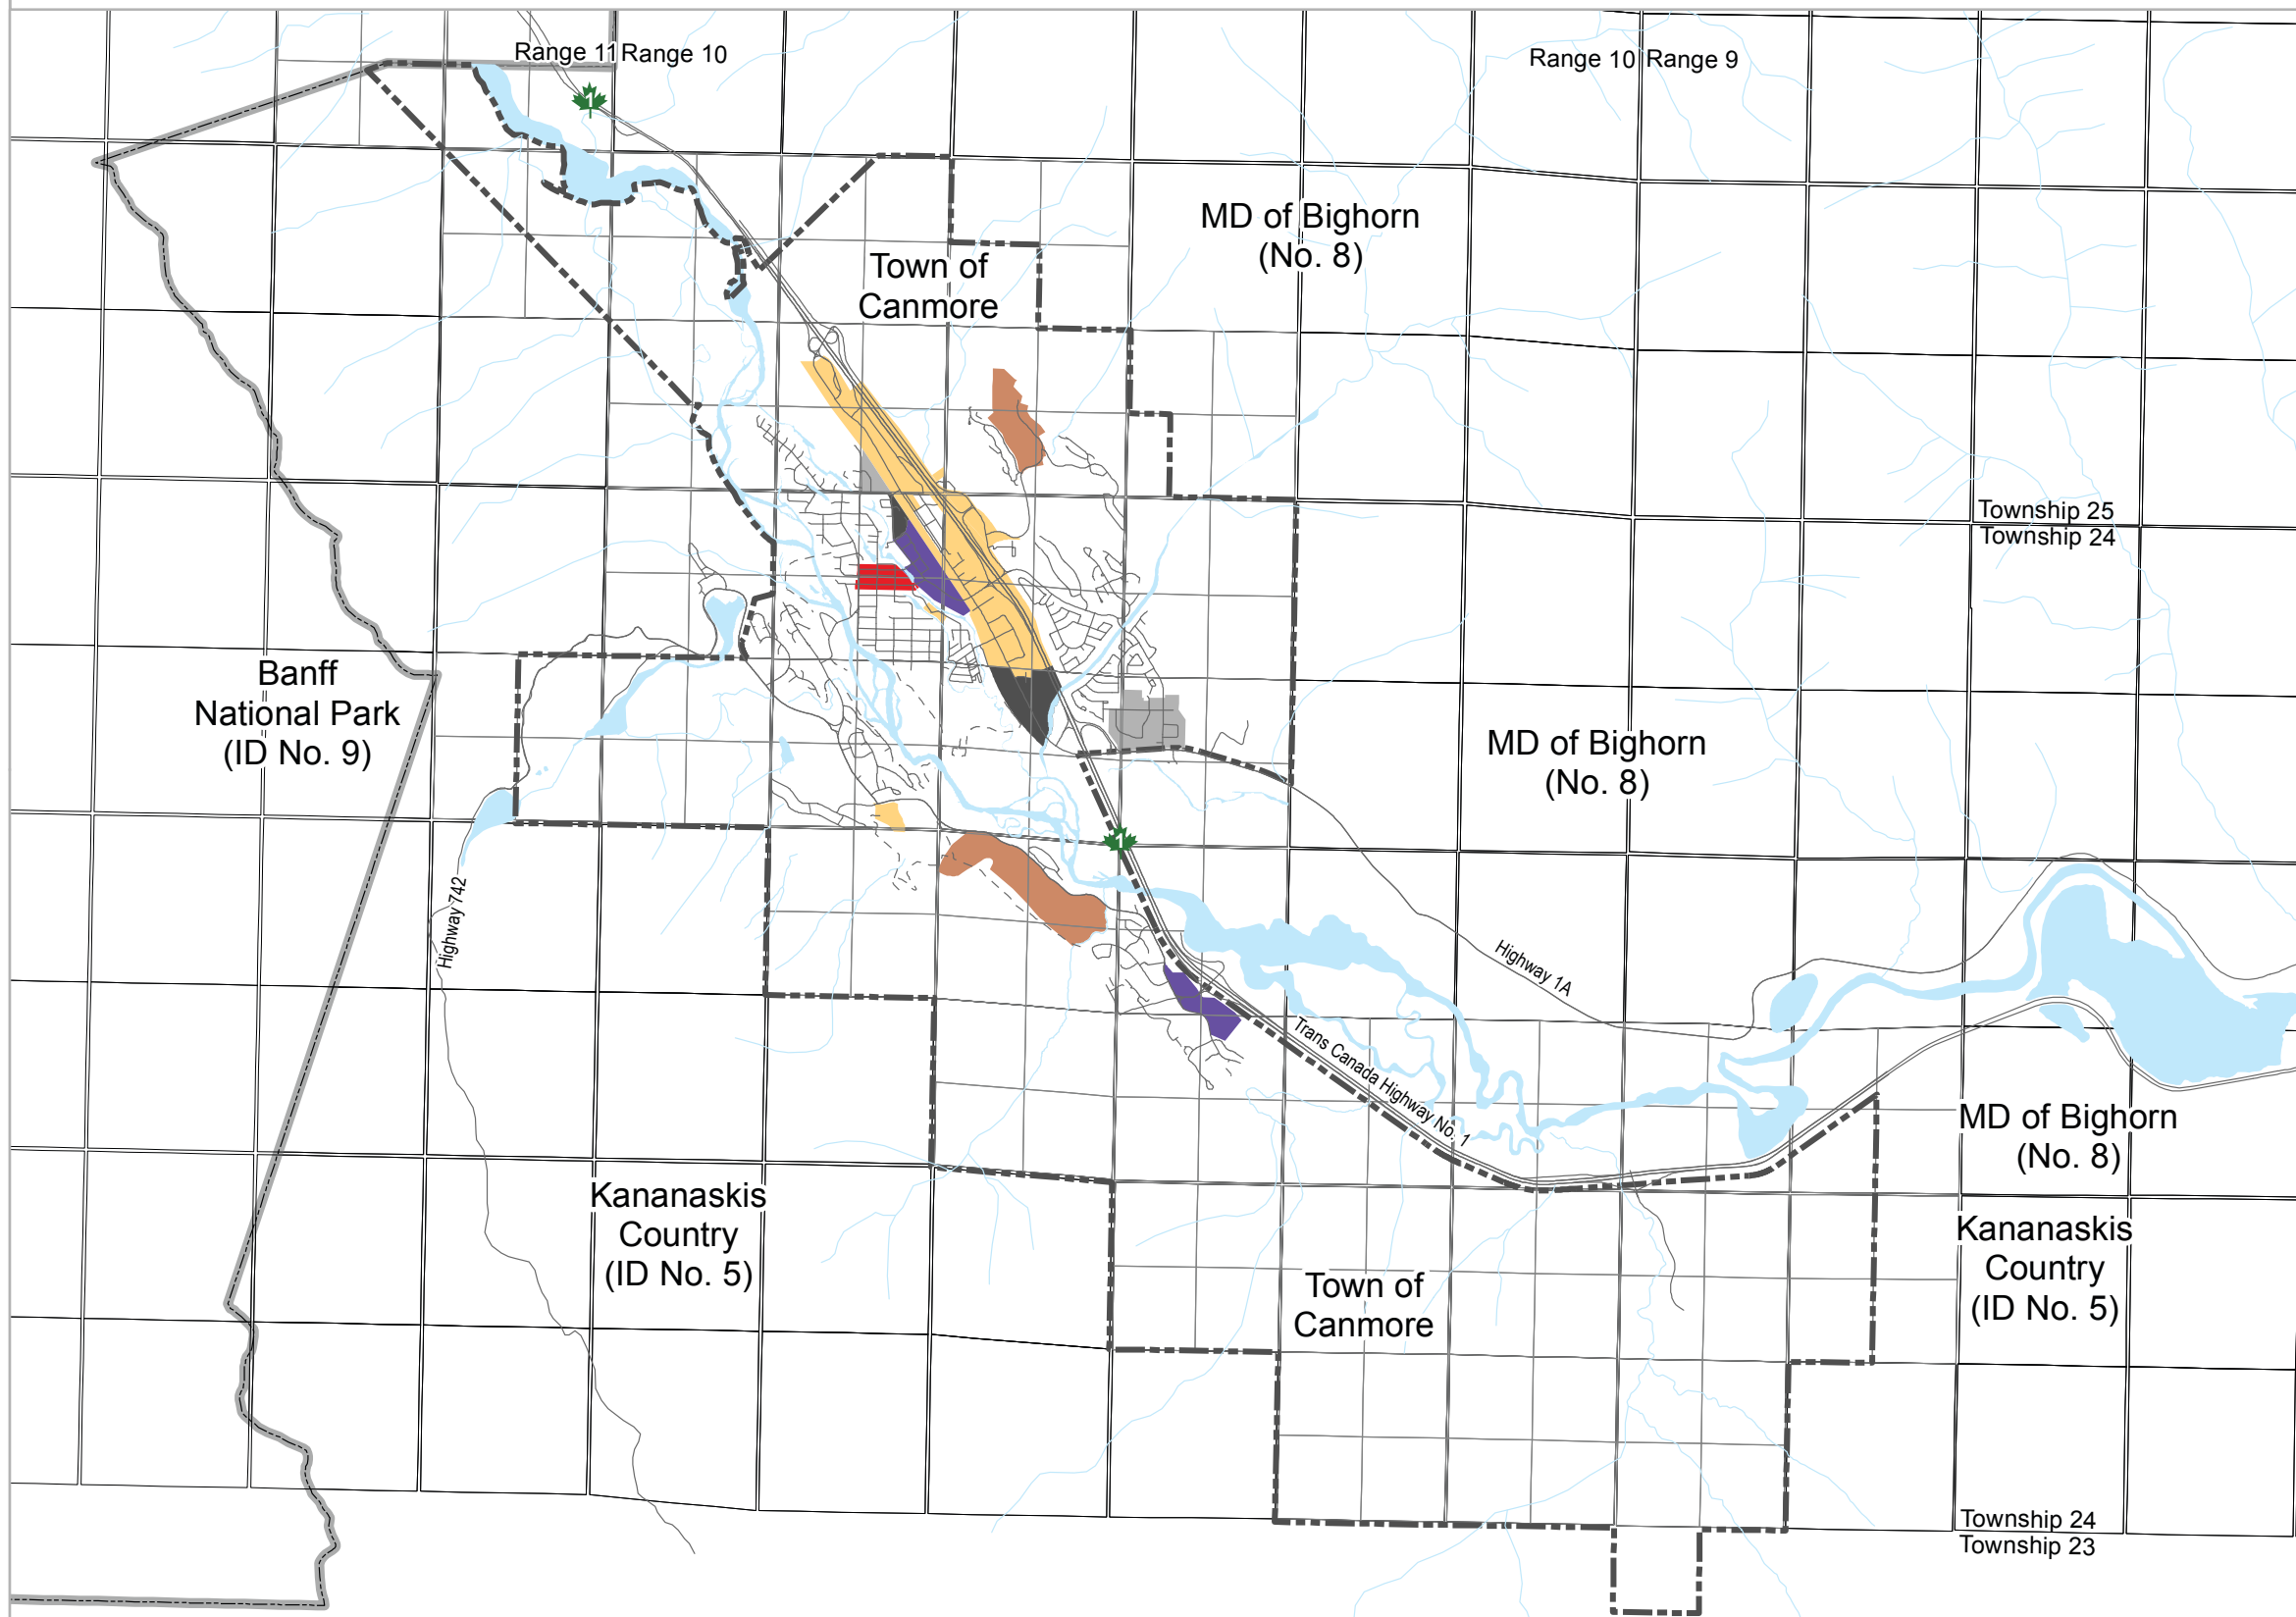 Range 11 Range 10
Range 10 Range 9
1
MD of Bighorn
(No. 8)
Town of
Canmore
Township 25
Township 24
Banff
National Park
(ID No. 9)
MD of Bighorn
(No. 8)
1
Highway 742
Highway 1A
Trans Canada Highway No. 1
MD of Bighorn
(No. 8)
Kananaskis
Country
(ID No. 5)
Kananaskis
Country
(ID No. 5)
Town of
Canmore
Township 24
Township 23